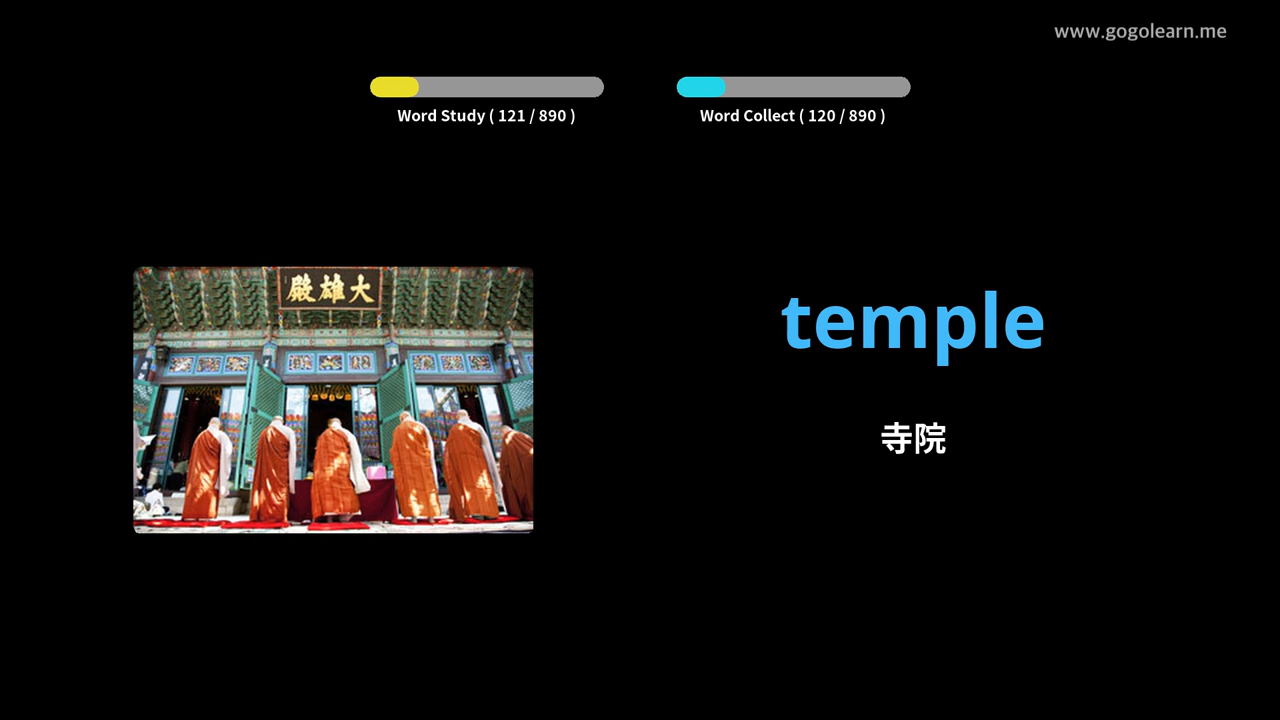 www.gogolearn.me
Word Study ( 121 / 890 )
Word Collect ( 120 / 890 )
大雄殿
temple
寺院